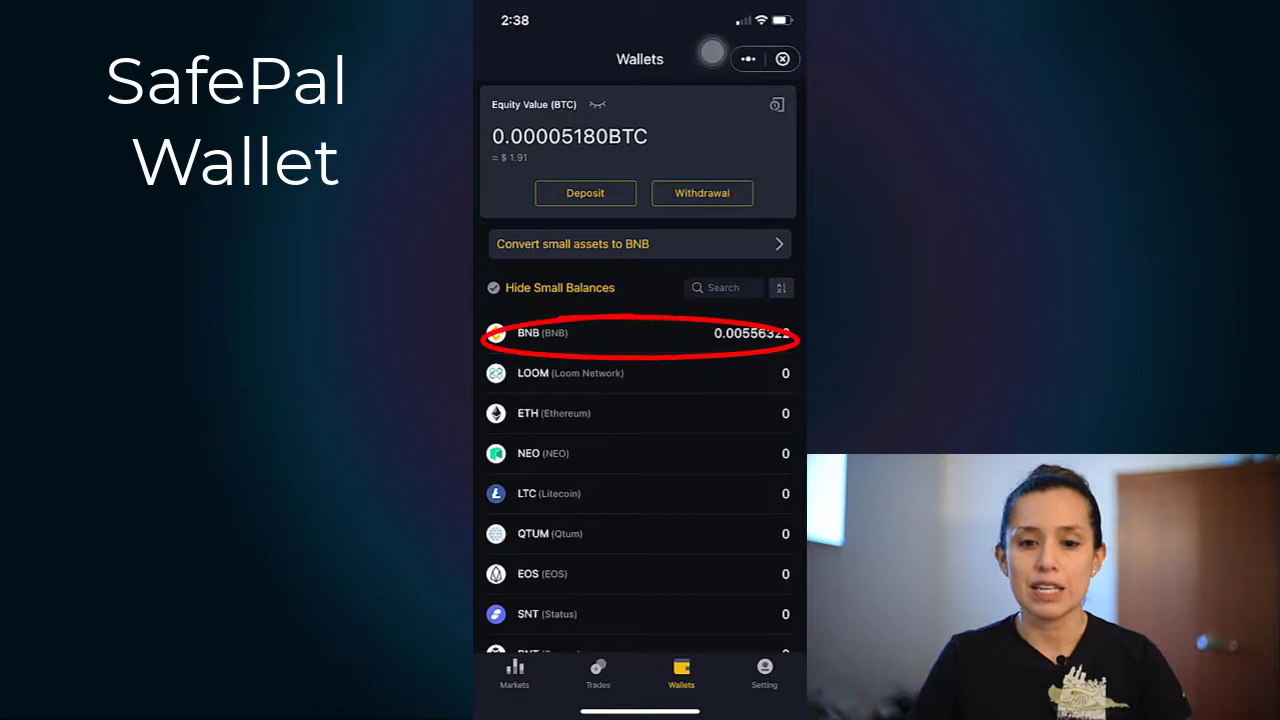 SafePal
Wallet
2:38
Wallets
Equity Value (BTC)
0.00005180BTC
≈ $ 1.91
Deposit
Withdrawal
Convert small assets to BNB
Hide Small Balances
Search
BNB (BNB) 0.00556322
LOOM (Loom Network) 0
ETH (Ethereum) 0
NEO (NEO) 0
LTC (Litecoin) 0
QTUM (Qtum) 0
EOS (EOS) 0
SNT (Status) 0
Markets
Trades
Wallets
Setting